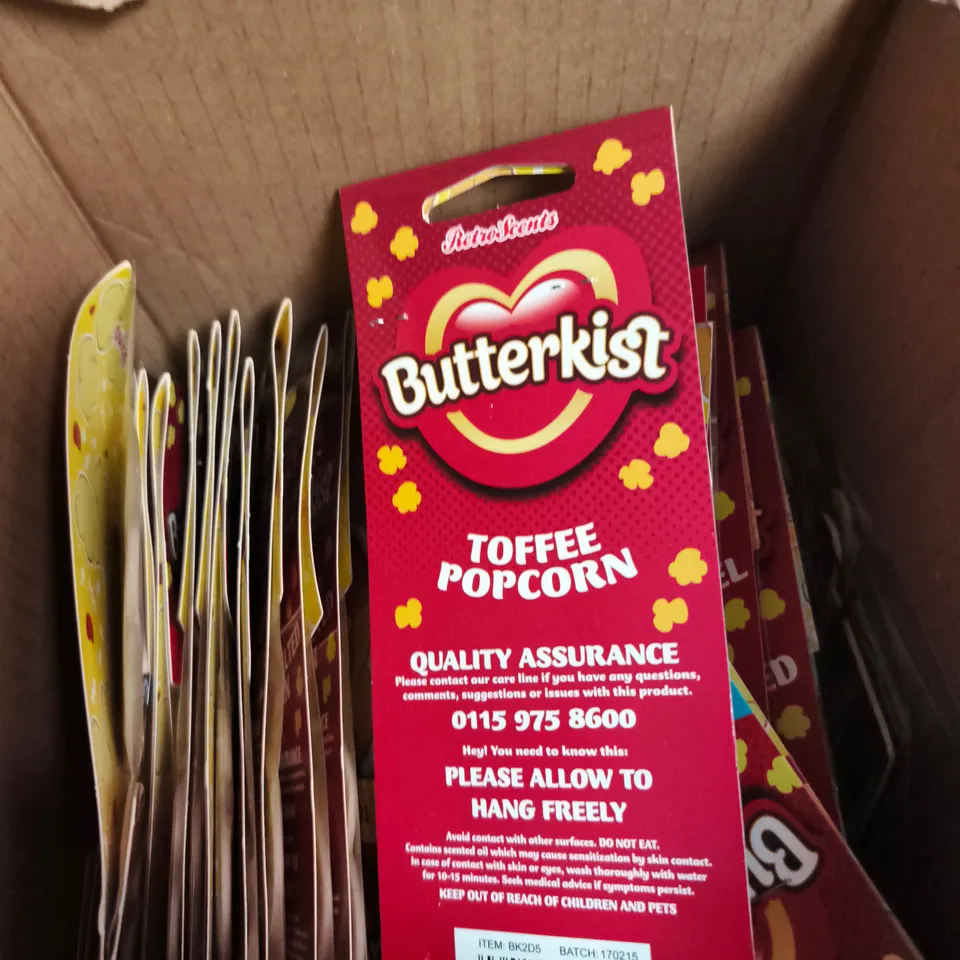 RetroScents
Butterkist
TOFFEE
POPCORN
QUALITY ASSURANCE
Please contact our care line if you have any questions,
comments, suggestions or issues with this product.
0115 975 8600
Hey! You need to know this:
PLEASE ALLOW TO
HANG FREELY
Avoid contact with other surfaces. DO NOT EAT.
Contains scented oil which may cause sensitization by skin contact.
In case of contact with skin or eyes, wash thoroughly with water
for 10-15 minutes. Seek medical advice if symptoms persist.
KEEP OUT OF REACH OF CHILDREN AND PETS
ITEM: BK2D5 BATCH: 170215
EL
ED
Bu